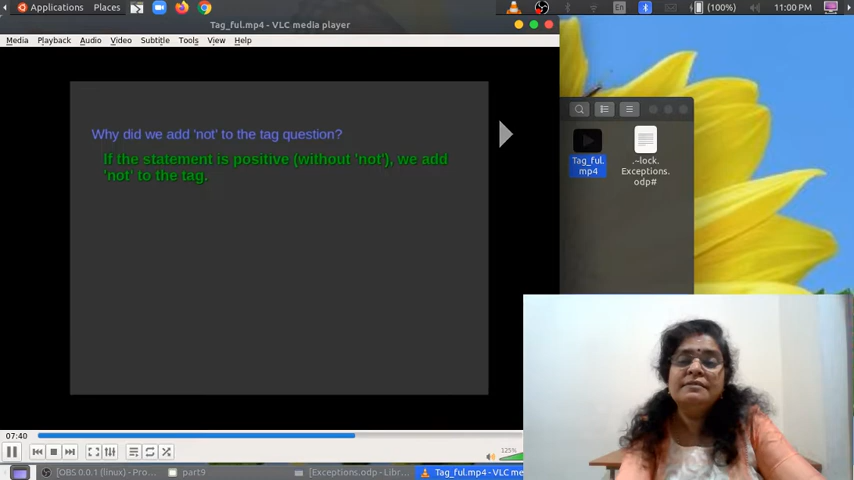 Applications Places En (100%) 11:00 PM
Tag_ful.mp4 - VLC media player
Media Playback Audio Video Subtitle Tools View Help
Why did we add 'not' to the tag question?
If the statement is positive (without 'not'), we add
'not' to the tag.
Tag_ful.
mp4
.~lock.
Exceptions.
odp#
07:40
125%
[OBS 0.0.1 (linux) - Pro... part9 [Exceptions.odp - Libr... Tag_ful.mp4 - VLC me...